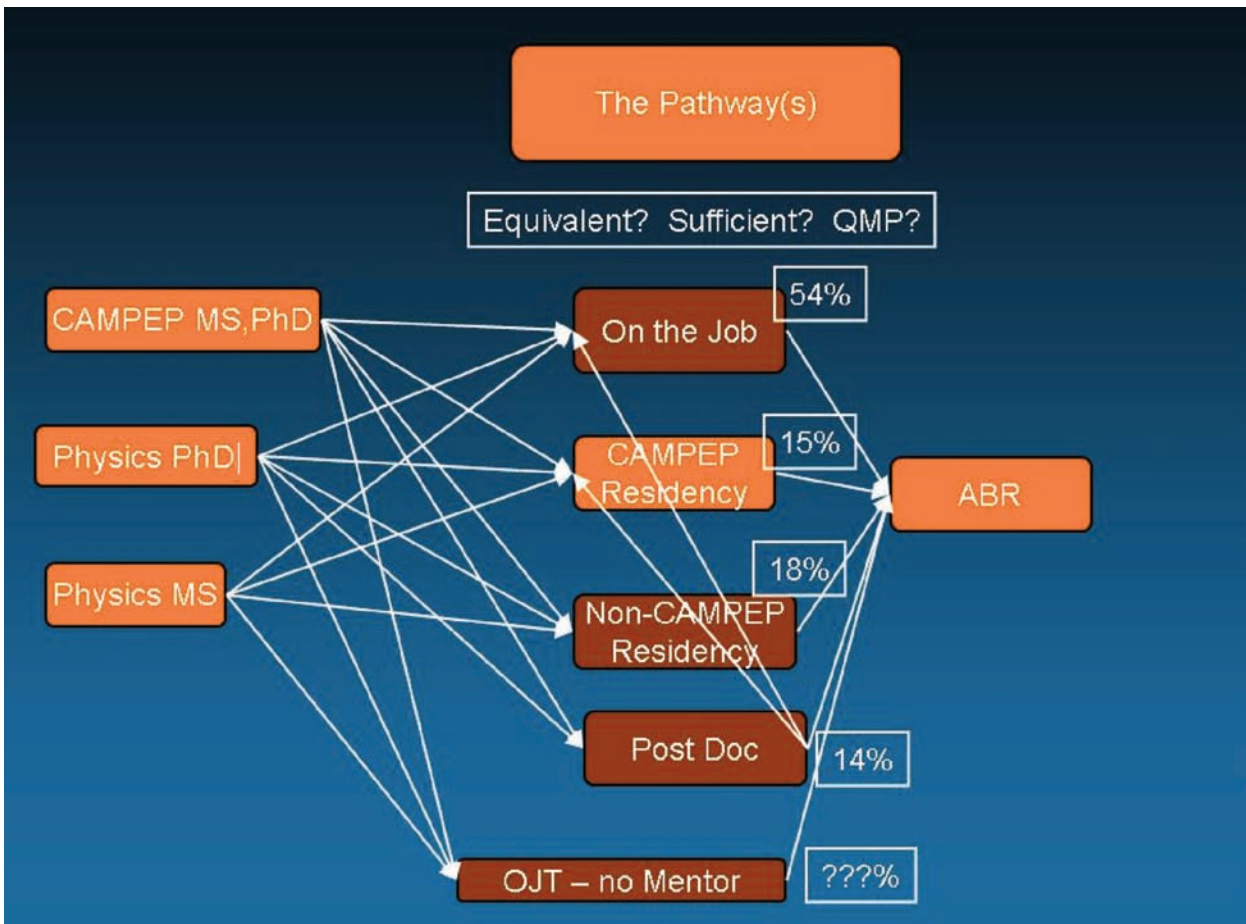 The Pathway(s)
Equivalent? Sufficient? QMP?
54%
CAMPEP MS,PhD
On the Job
Physics PhD
CAMPEP
Residency
15%
ABR
18%
Physics MS
Non-CAMPEP
Residency
Post Doc
14%
OJT – no Mentor
???%